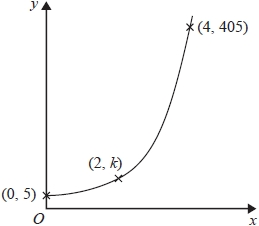 y
(4, 405)
(2, k)
(0, 5)
O
x